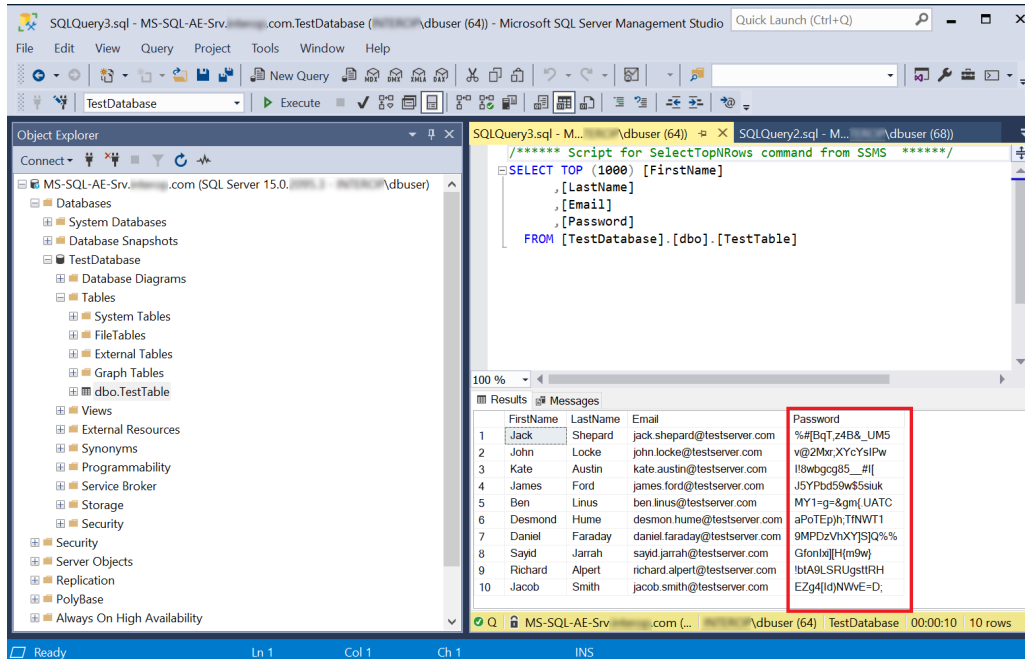 SQLQuery3.sql - MS-SQL-AE-Srv. .com.TestDatabase ( \dbuser (64)) - Microsoft SQL Server Management Studio
Quick Launch (Ctrl+Q)
File Edit View Query Project Tools Window Help
New Query MDX DMX XMLA DAX
TestDatabase Execute
Object Explorer
Connect
MS-SQL-AE-Srv. .com (SQL Server 15.0. \dbuser)
Databases
System Databases
Database Snapshots
TestDatabase
Database Diagrams
Tables
System Tables
FileTables
External Tables
Graph Tables
dbo.TestTable
Views
External Resources
Synonyms
Programmability
Service Broker
Storage
Security
Security
Server Objects
Replication
PolyBase
Always On High Availability
SQLQuery3.sql - M... \dbuser (64)) SQLQuery2.sql - M... \dbuser (68))
/****** Script for SelectTopNRows command from SSMS ******/
SELECT TOP (1000) [FirstName]
,[LastName]
,[Email]
,[Password]
FROM [TestDatabase].[dbo].[TestTable]
100 %
Results Messages
FirstName LastName Email Password
1 Jack Shepard jack.shepard@testserver.com %#[BqT,z4B&_UM5
2 John Locke john.locke@testserver.com v@2Mxr;XYcYsIPw
3 Kate Austin kate.austin@testserver.com I!8wbgcg85__#I[
4 James Ford james.ford@testserver.com J5YPbd59w$5siuk
5 Ben Linus ben.linus@testserver.com MY1=g=&gm{.UATC
6 Desmond Hume desmon.hume@testserver.com aPoTEp)h;TfNWT1
7 Daniel Faraday daniel.faraday@testserver.com 9MPDzVhXY]S]Q%%
8 Sayid Jarrah sayid.jarrah@testserver.com GfonIxi][H{m9w}
9 Richard Alpert richard.alpert@testserver.com !btA9LSRUgsttRH
10 Jacob Smith jacob.smith@testserver.com EZg4[Id)NWvE=D;
Q MS-SQL-AE-Srv .com (... \dbuser (64) TestDatabase 00:00:10 10 rows
Ready Ln 1 Col 1 Ch 1 INS